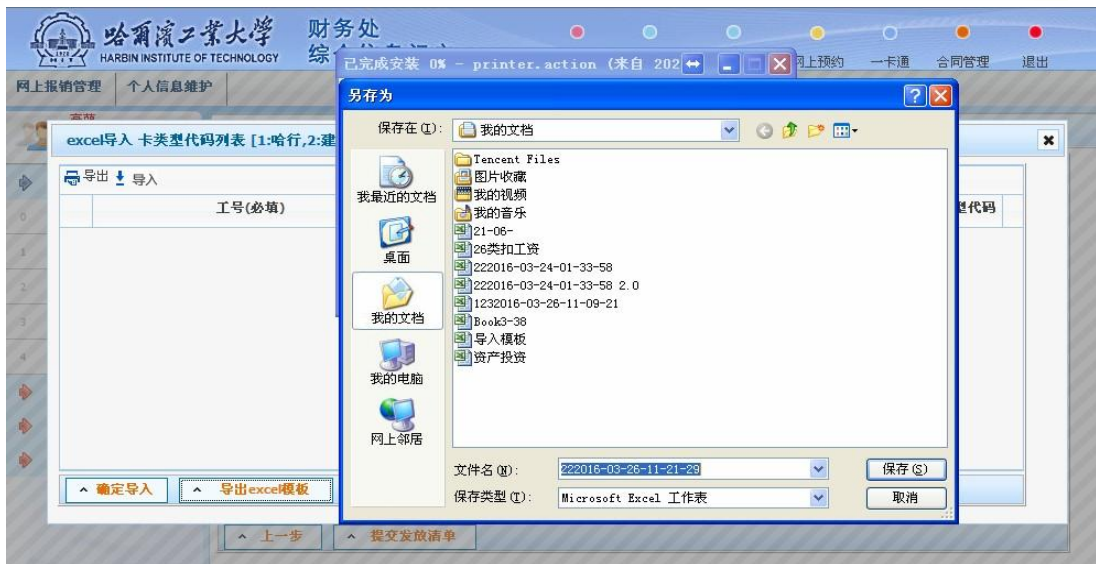 哈爾濱工業大學
HARBIN INSTITUTE OF TECHNOLOGY
财务处
网上预约 一卡通 合同管理 退出
已完成安装 0% - printer.action (来自 202
网上报销管理 个人信息维护
另存为
excel导入 卡类型代码列表 [1:哈行,2:建
导出 导入
工号(必填)
型代码
保存在(I): 我的文档
我最近的文档
桌面
我的文档
我的电脑
网上邻居
Tencent Files
图片收藏
我的视频
我的音乐
21-06-
26类扣工资
222016-03-24-01-33-58
222016-03-24-01-33-58 2.0
1232016-03-26-11-09-21
Book3-38
导入模板
资产投资
文件名(N): 222016-03-26-11-21-29 保存(S)
保存类型(T): Microsoft Excel 工作表 取消
确定导入 导出excel模板
上一步 提交发放清单
0
1
2
3
4